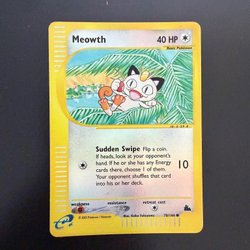 Meowth 40 HP
Basic Pokémon
Sudden Swipe Flip a coin.
If heads, look at your opponent's
hand. If he or she has any Energy
cards there, choose 1 of them.
Your opponent shuffles that card
into his or her deck.
10
weakness resistance retreat cost
e